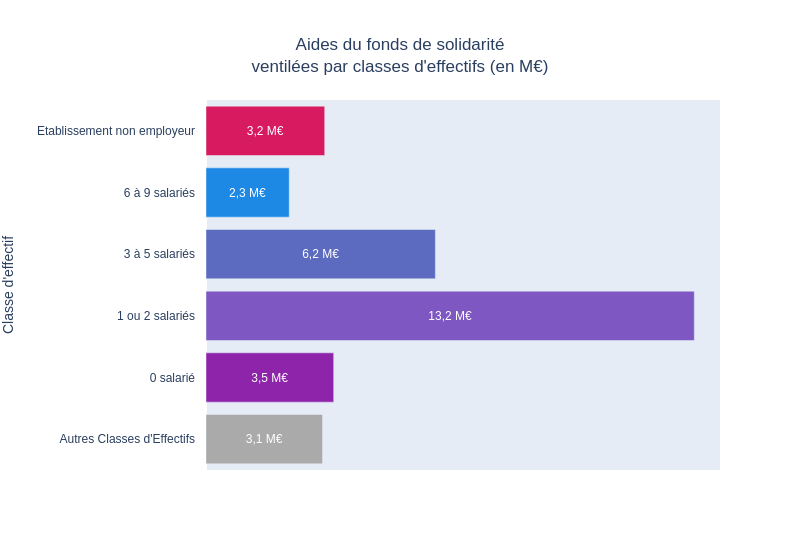 Aides du fonds de solidarité
ventilées par classes d'effectifs (en M€)
Classe d'effectif
Etablissement non employeur
3,2 M€
6 à 9 salariés
2,3 M€
3 à 5 salariés
6,2 M€
1 ou 2 salariés
13,2 M€
0 salarié
3,5 M€
Autres Classes d'Effectifs
3,1 M€